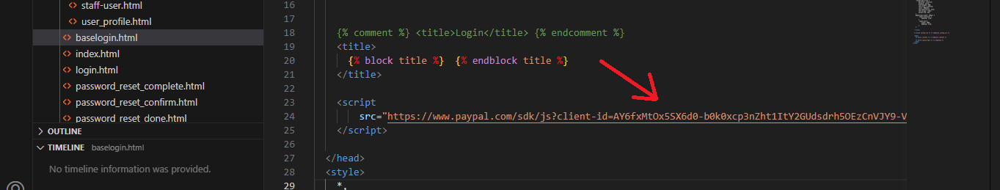 staff-user.html
user_profile.html
baselogin.html
index.html
login.html
password_reset_complete.html
password_reset_confirm.html
password_reset_done.html
OUTLINE
TIMELINE baselogin.html
No timeline information was provided.
16
17
18 {% comment %} <title>Login</title> {% endcomment %}
19 <title>
20 {% block title %} {% endblock title %}
21 </title>
22
23 <script
24 src="https://www.paypal.com/sdk/js?client-id=AY6fxMtOx5SX6d0-b0k0xcp3nZht1ItY2GUdsdrh5OEzCnVJY9-V
25 </script>
26
27 </head>
28 <style>
29 *,